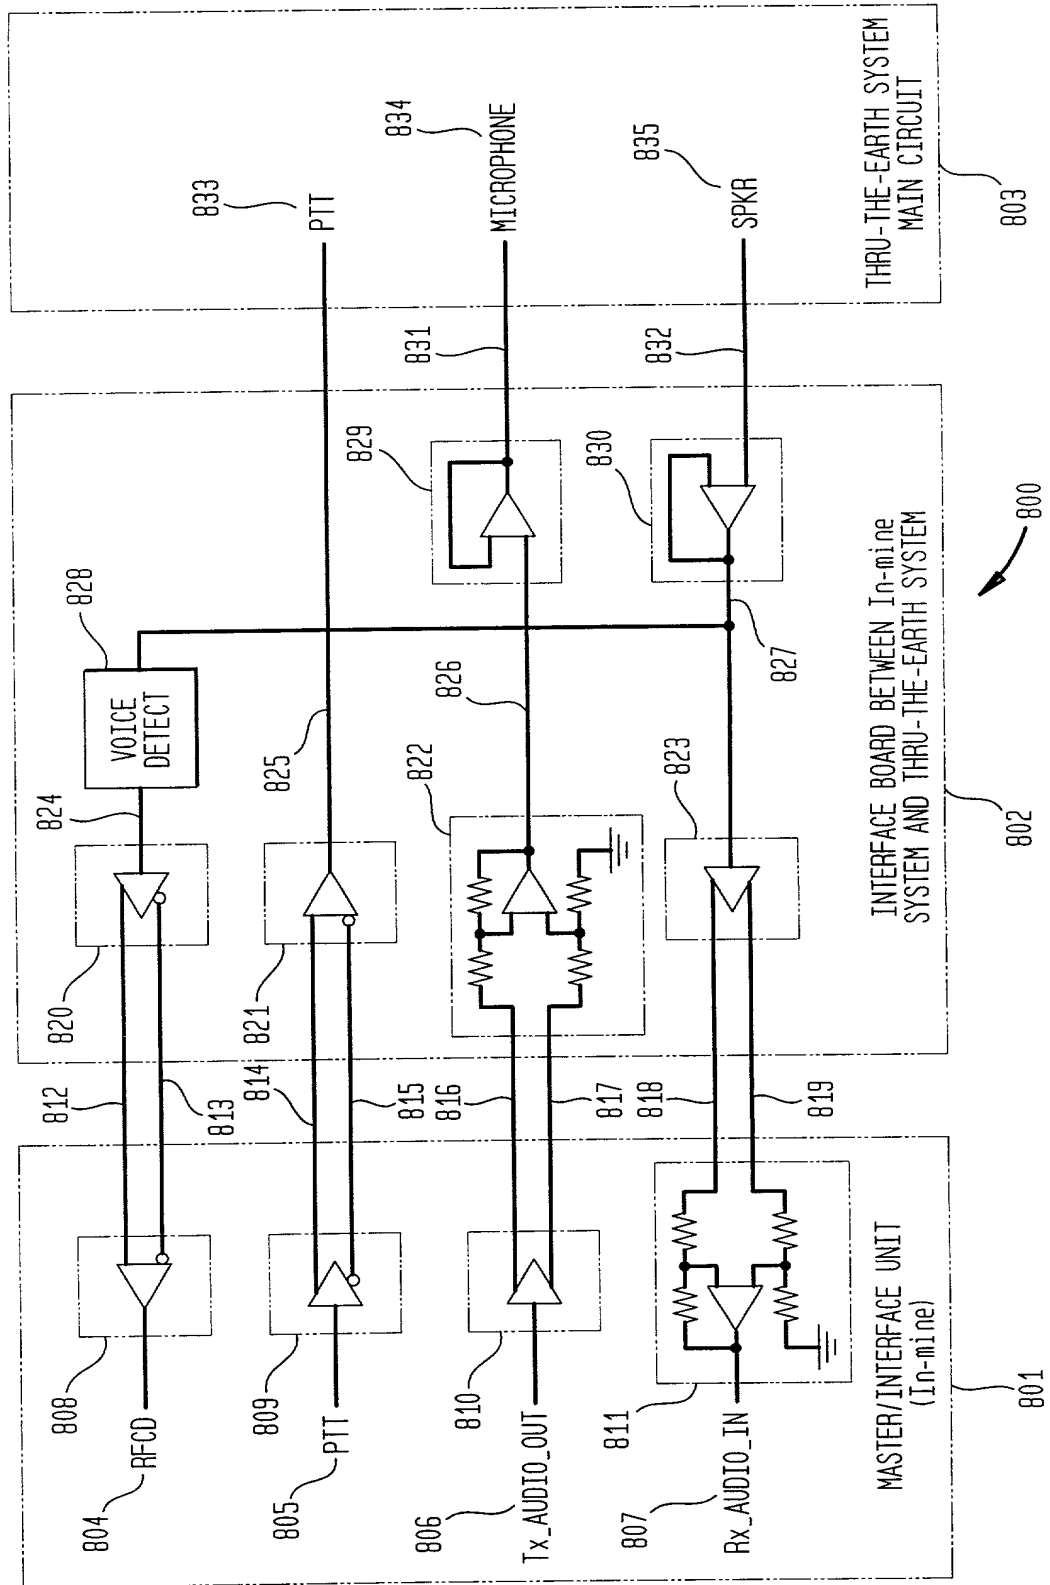 804
RFCD
808
812
813
820
824
828
VOICE
DETECT
805
PTT
809
814
815
821
825
833
PTT
806
Tx_AUDIO_OUT
810
816
817
822
826
829
831
834
MICROPHONE
807
Rx_AUDIO_IN
811
818
819
823
827
830
832
835
SPKR
MASTER/INTERFACE UNIT
(In-mine)
801
INTERFACE BOARD BETWEEN In-mine
SYSTEM AND THRU-THE-EARTH SYSTEM
802
THRU-THE-EARTH SYSTEM
MAIN CIRCUIT
803
800